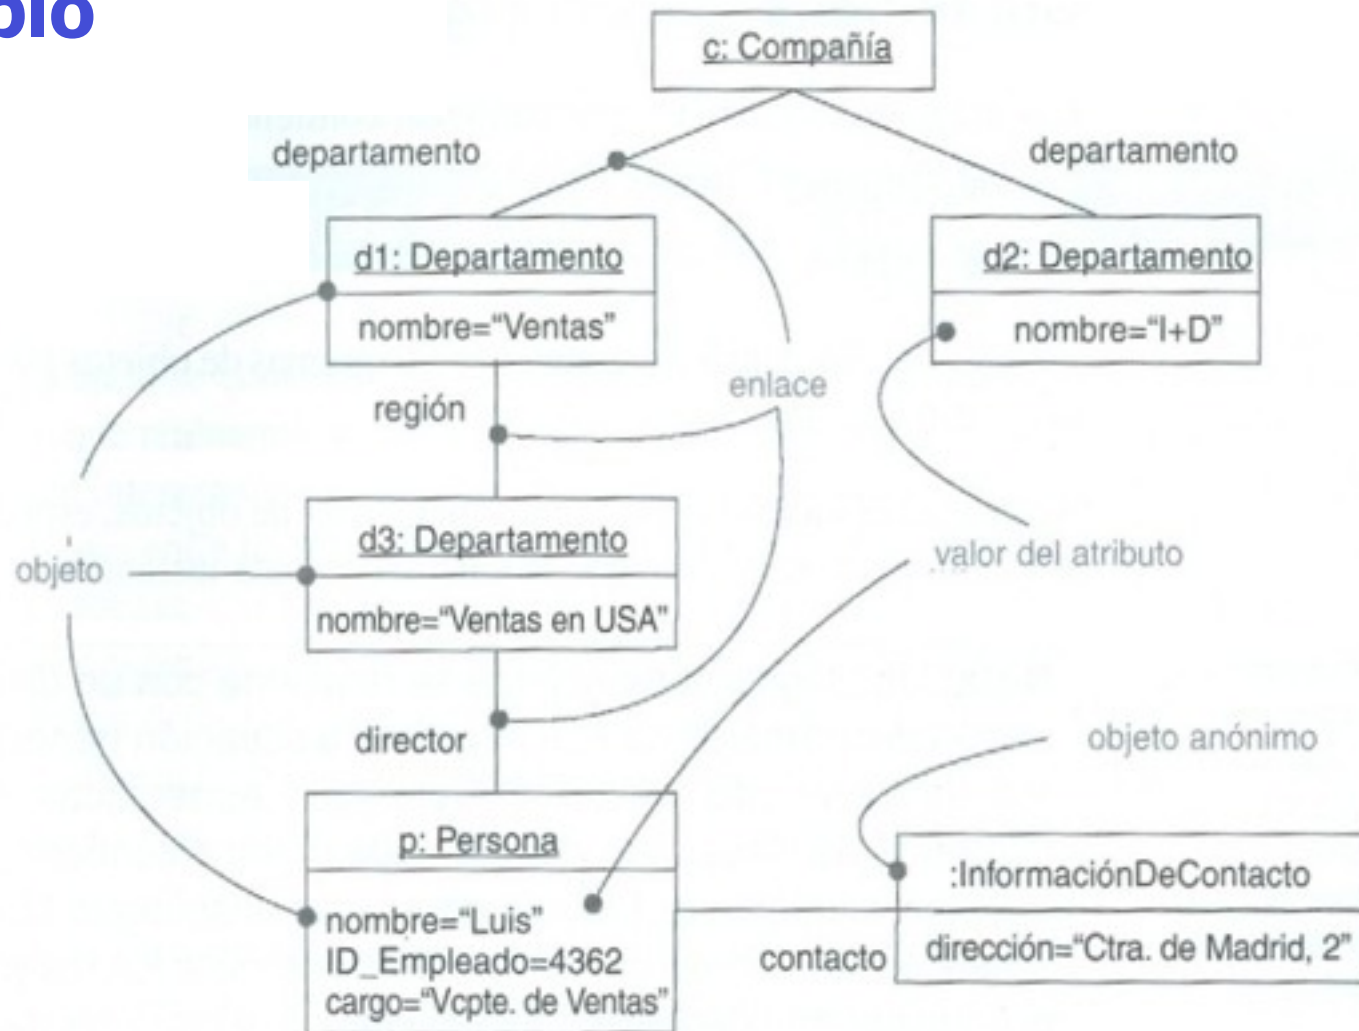 c: Compañía
departamento
departamento
d1: Departamento
nombre="Ventas"
d2: Departamento
nombre="I+D"
enlace
región
d3: Departamento
nombre="Ventas en USA"
objeto
valor del atributo
director
objeto anónimo
p: Persona
nombre="Luis"
ID_Empleado=4362
cargo="Vcpte. de Ventas"
:InformaciónDeContacto
dirección="Ctra. de Madrid, 2"
contacto